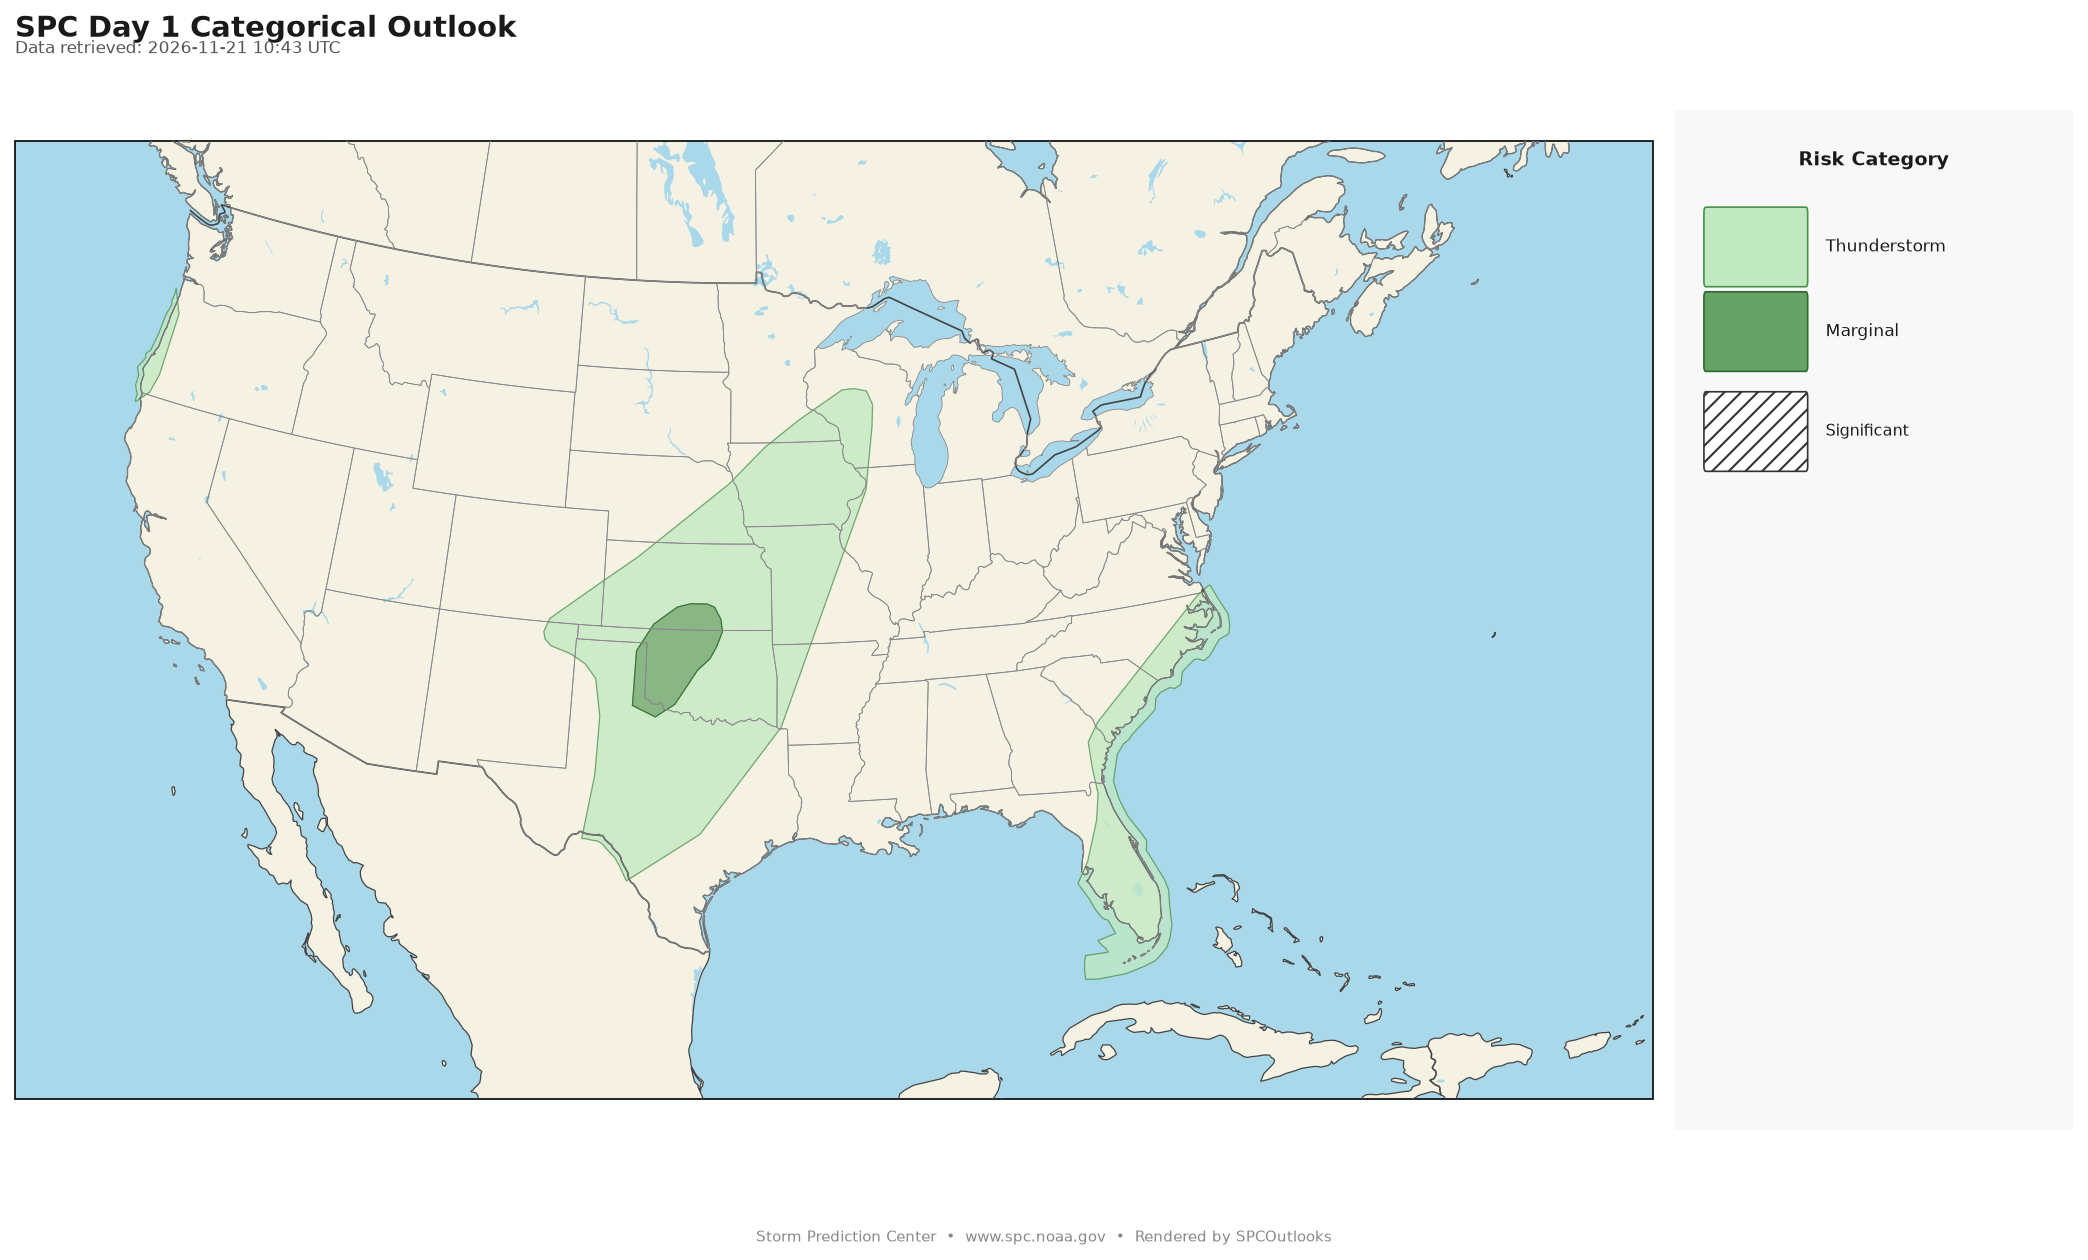 SPC Day 1 Categorical Outlook
Data retrieved: 2026-11-21 10:43 UTC
Risk Category
Thunderstorm
Marginal
Significant
Storm Prediction Center • www.spc.noaa.gov • Rendered by SPCOutlooks